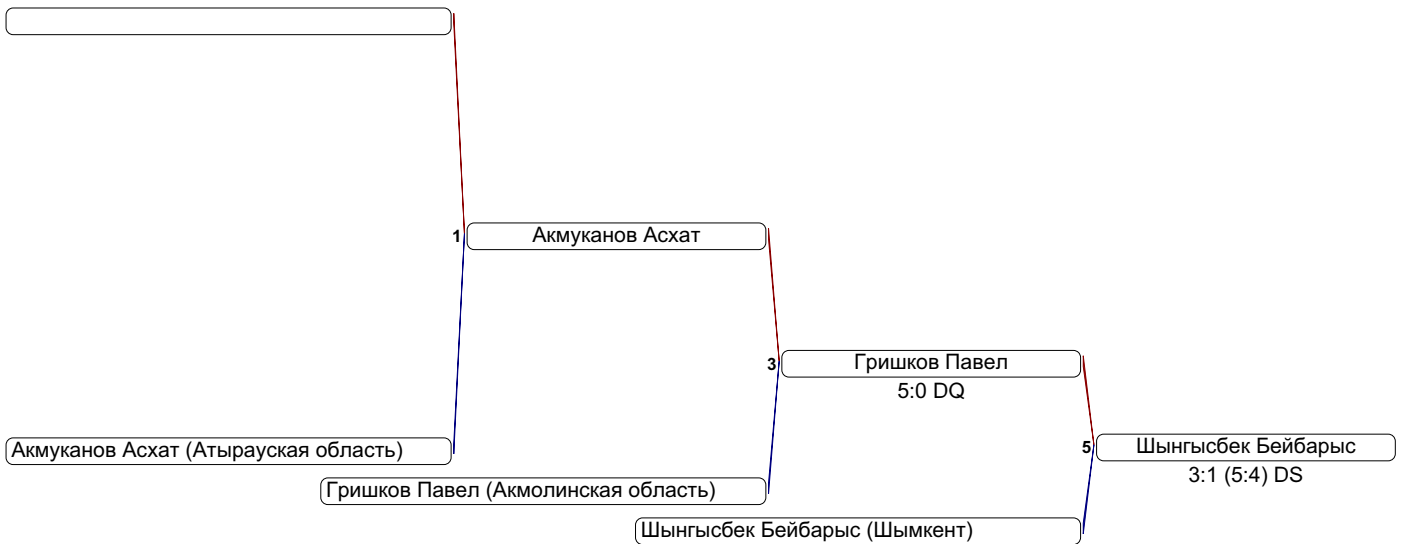 1
Акмуканов Асхат
3
Гришков Павел
5:0 DQ
Акмуканов Асхат (Атырауская область)
5
Шынгысбек Бейбарыс
3:1 (5:4) DS
Гришков Павел (Акмолинская область)
Шынгысбек Бейбарыс (Шымкент)